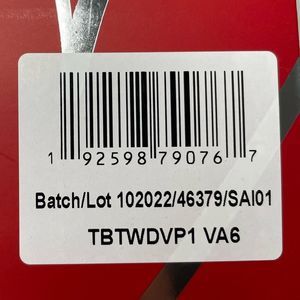 1 92598 79076 7
Batch/Lot 102022/46379/SAI01
TBTWDVP1 VA6